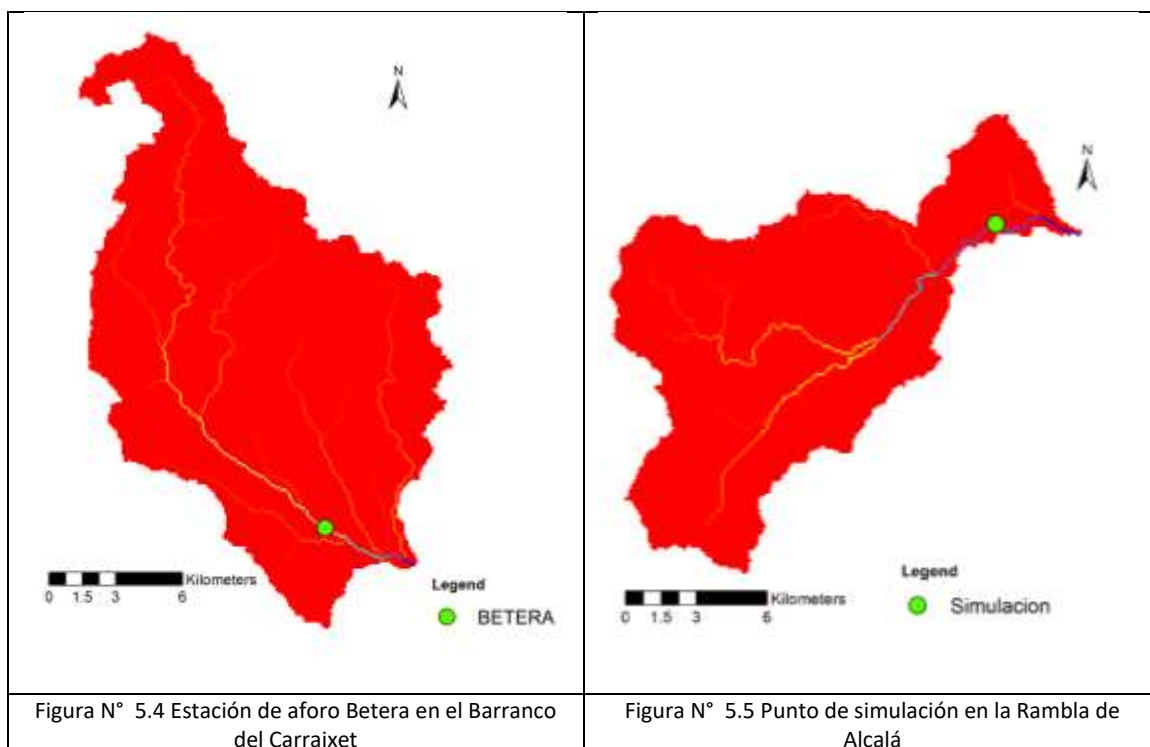 N
Kilometers
0 1.5 3 6
Legend
BETERA
N
Legend
Simulacion
Kilometers
0 1.5 3 6
Figura N° 5.4 Estación de aforo Betera en el Barranco
del Carraixet
Figura N° 5.5 Punto de simulación en la Rambla de
Alcalá